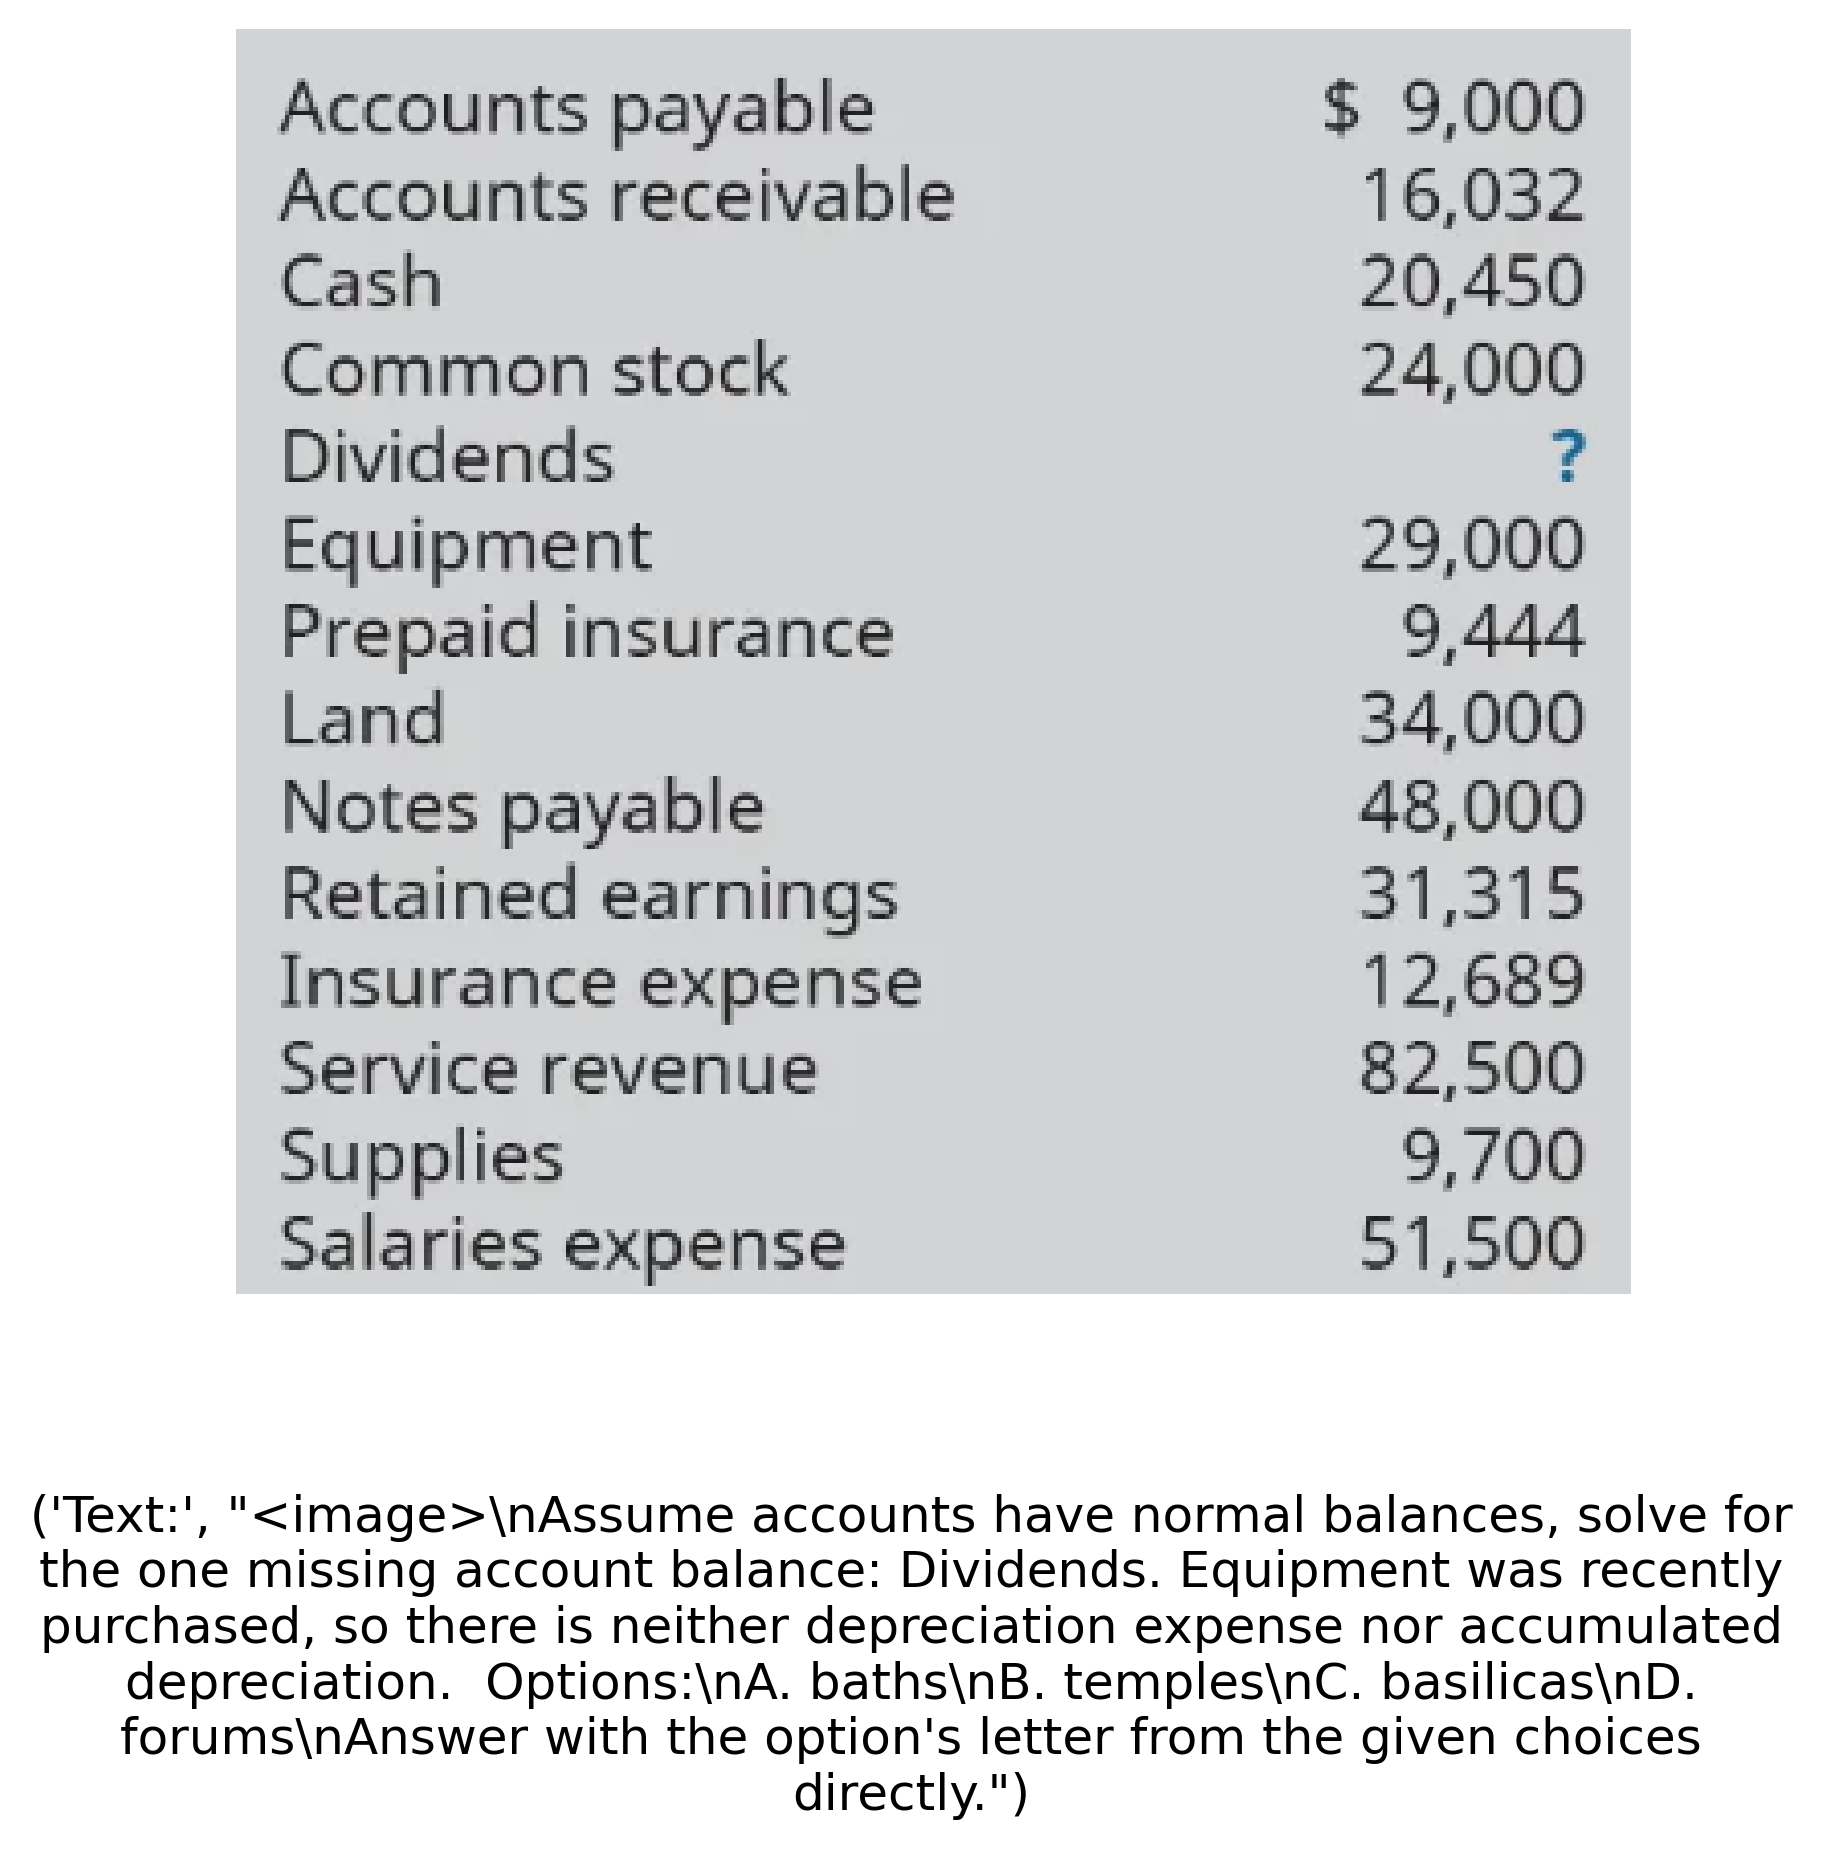 Accounts payable $ 9,000
Accounts receivable 16,032
Cash 20,450
Common stock 24,000
Dividends ?
Equipment 29,000
Prepaid insurance 9,444
Land 34,000
Notes payable 48,000
Retained earnings 31,315
Insurance expense 12,689
Service revenue 82,500
Supplies 9,700
Salaries expense 51,500
('Text:', "<image>\nAssume accounts have normal balances, solve for
the one missing account balance: Dividends. Equipment was recently
purchased, so there is neither depreciation expense nor accumulated
depreciation.  Options:\nA. baths\nB. temples\nC. basilicas\nD.
forums\nAnswer with the option's letter from the given choices
directly.")